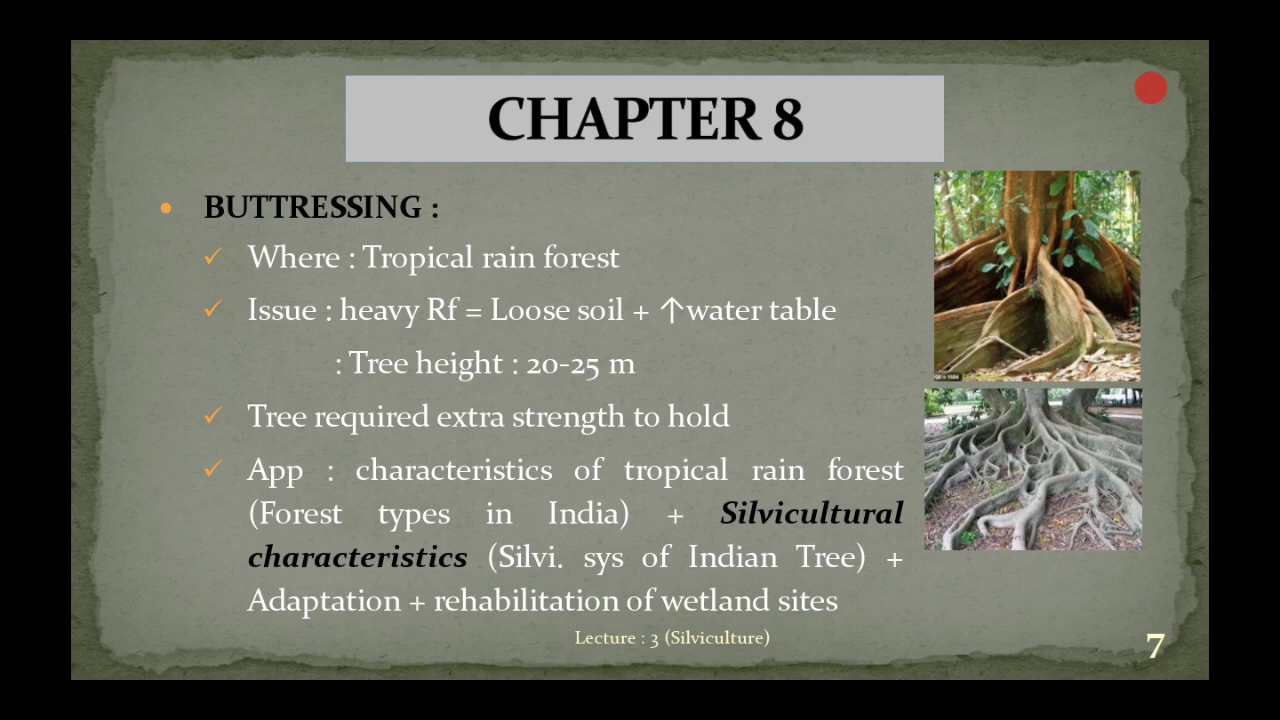 CHAPTER 8
BUTTRESSING :
Where : Tropical rain forest
Issue : heavy Rf = Loose soil + ↑water table
: Tree height : 20-25 m
Tree required extra strength to hold
App : characteristics of tropical rain forest
(Forest types in India) + Silvicultural
characteristics (Silvi. sys of Indian Tree) +
Adaptation + rehabilitation of wetland sites
Lecture : 3 (Silviculture)
7